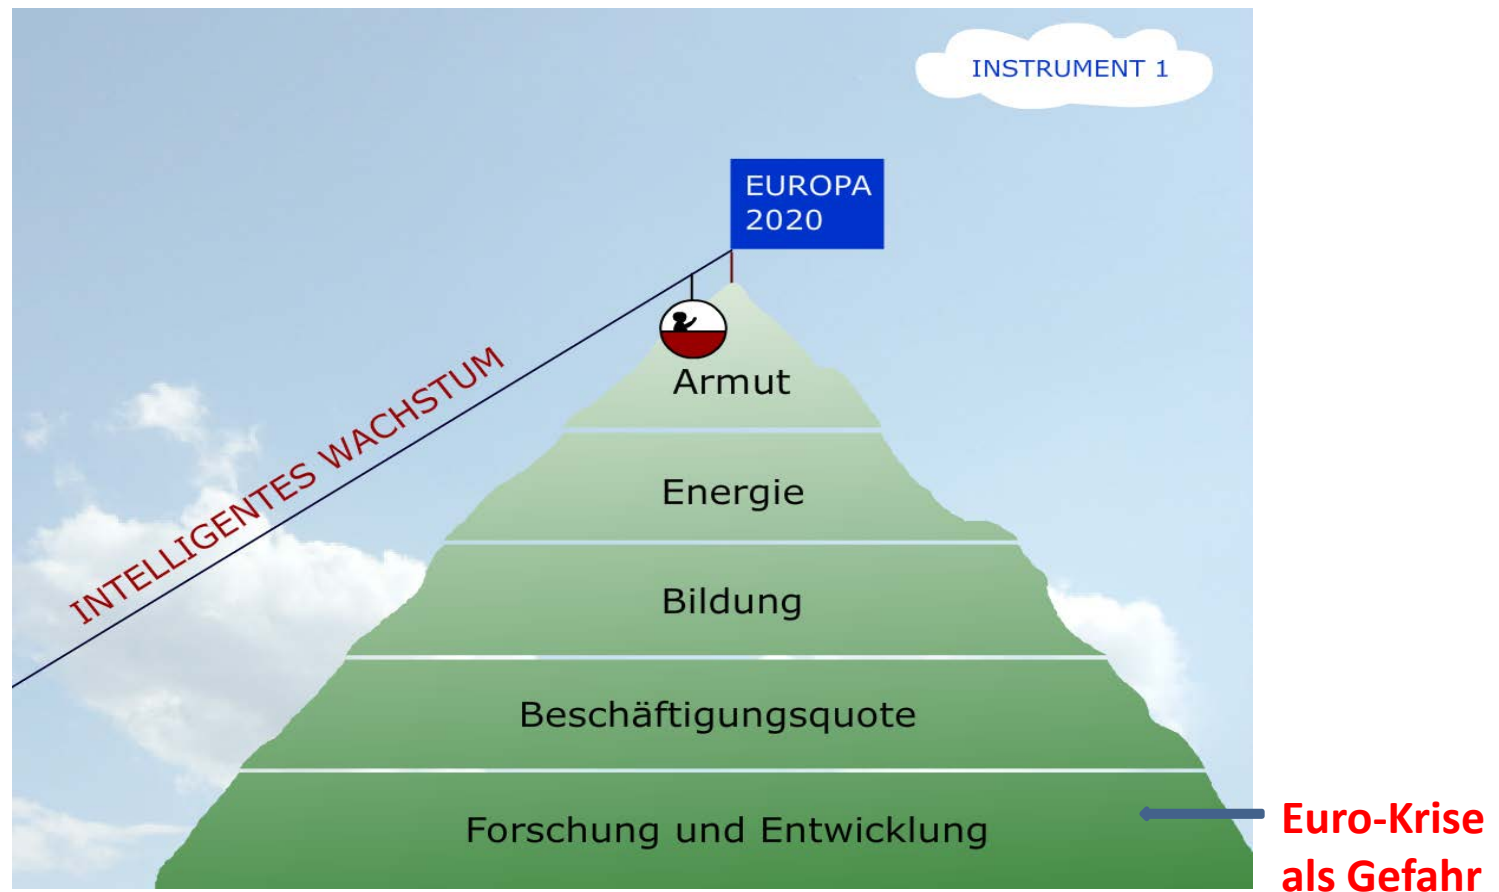 INSTRUMENT 1
EUROPA
2020
INTELLIGENTES WACHSTUM
Armut
Energie
Bildung
Beschäftigungsquote
Forschung und Entwicklung
Euro-Krise
als Gefahr